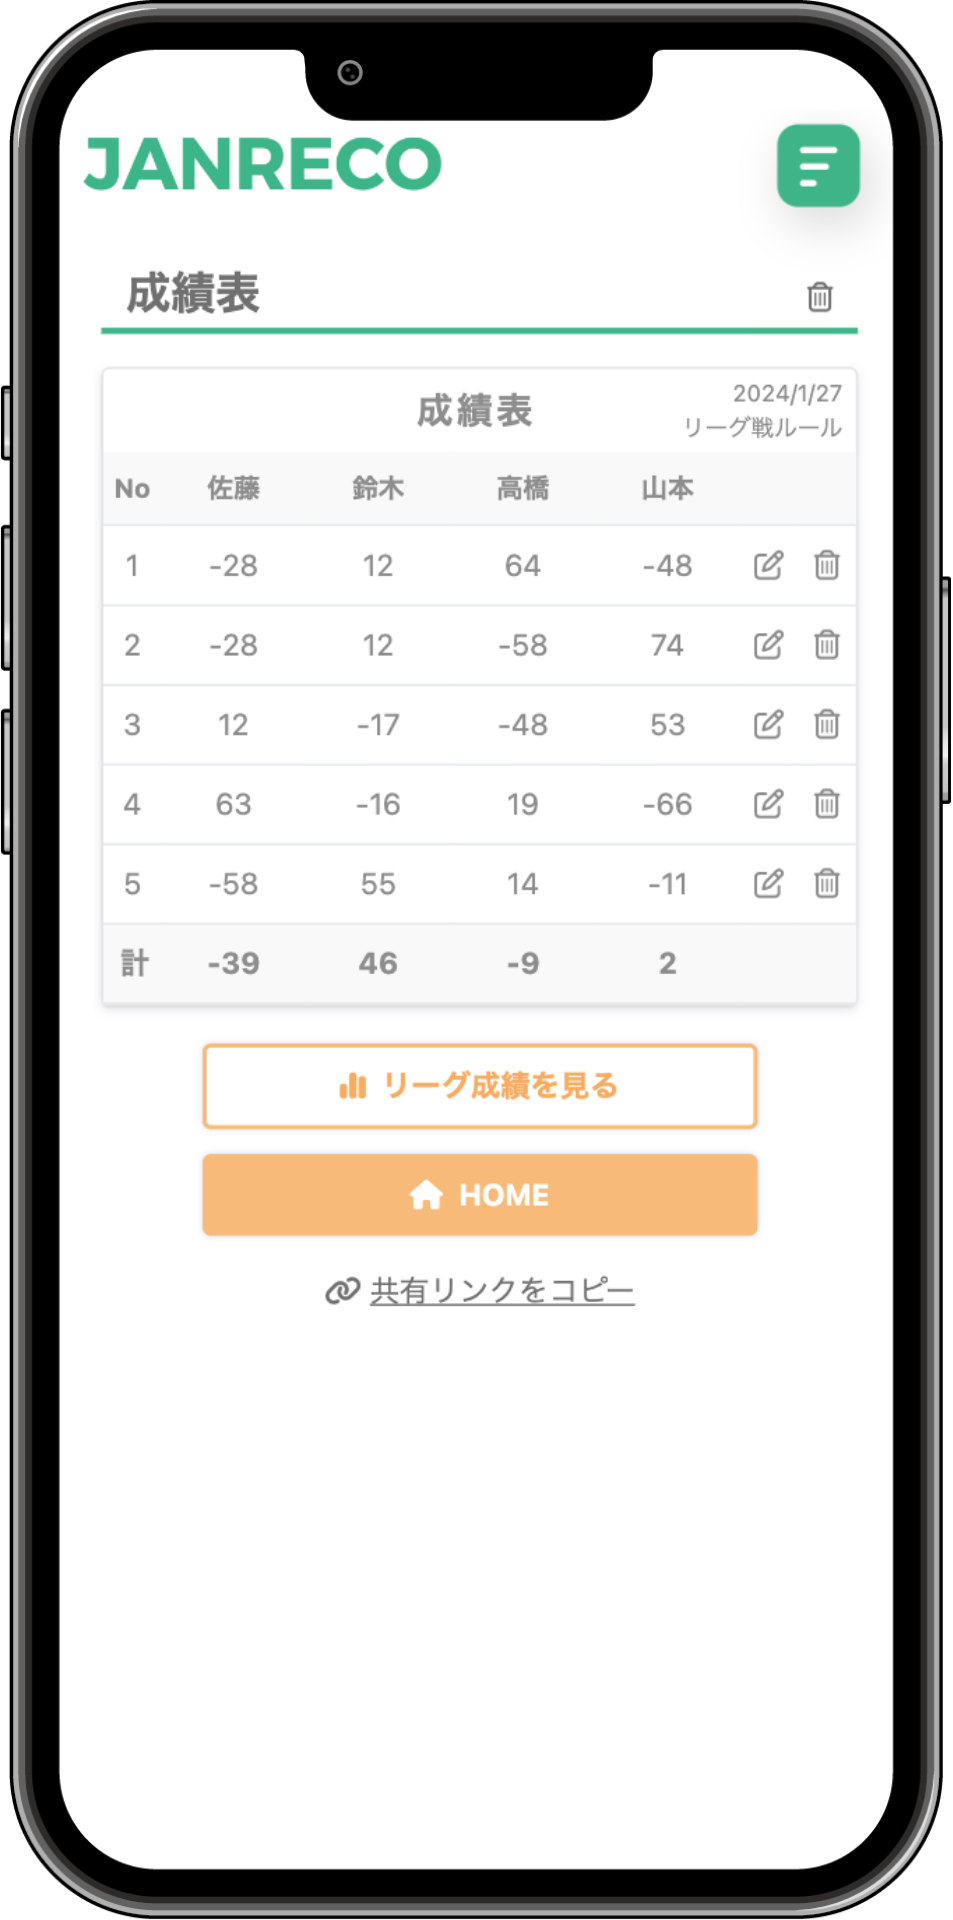 JANRECO
成績表
成績表
2024/1/27
リーグ戦ルール
No 佐藤 鈴木 高橋 山本
1 -28 12 64 -48
2 -28 12 -58 74
3 12 -17 -48 53
4 63 -16 19 -66
5 -58 55 14 -11
計 -39 46 -9 2
リーグ成績を見る
HOME
共有リンクをコピー